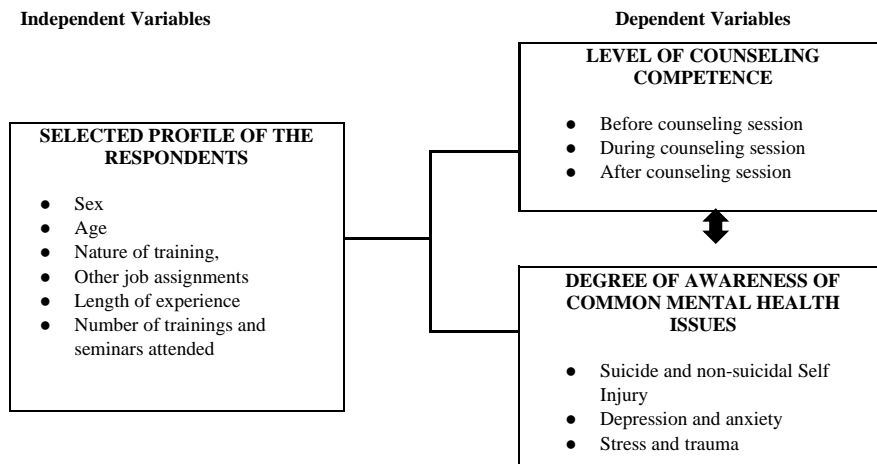 Independent Variables
Dependent Variables
SELECTED PROFILE OF THE
RESPONDENTS
● Sex
● Age
● Nature of training,
● Other job assignments
● Length of experience
● Number of trainings and
seminars attended
LEVEL OF COUNSELING
COMPETENCE
● Before counseling session
● During counseling session
● After counseling session
DEGREE OF AWARENESS OF
COMMON MENTAL HEALTH
ISSUES
● Suicide and non-suicidal Self
Injury
● Depression and anxiety
● Stress and trauma